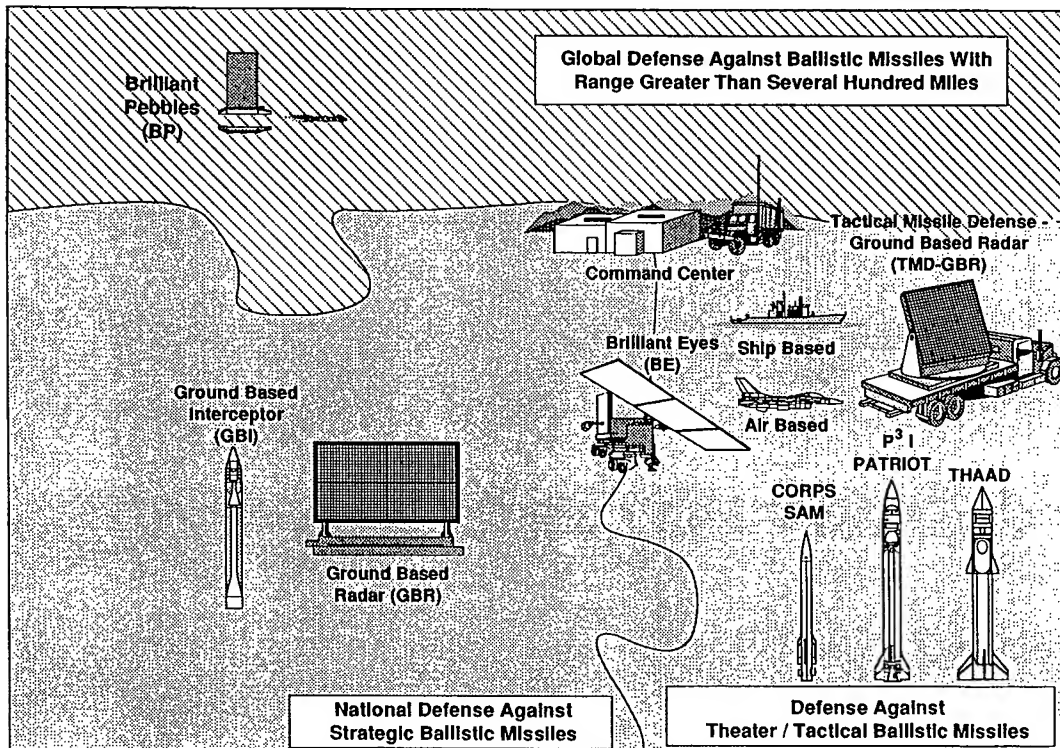 Global Defense Against Ballistic Missiles With
Range Greater Than Several Hundred Miles
Brilliant
Pebbles
(BP)
Tactical Missile Defense -
Ground Based Radar
(TMD-GBR)
Command Center
Brilliant Eyes
(BE)
Ship Based
Air Based
Ground Based
Interceptor
(GBI)
Ground Based
Radar (GBR)
P³ I
PATRIOT
CORPS
SAM
THAAD
National Defense Against
Strategic Ballistic Missiles
Defense Against
Theater / Tactical Ballistic Missiles